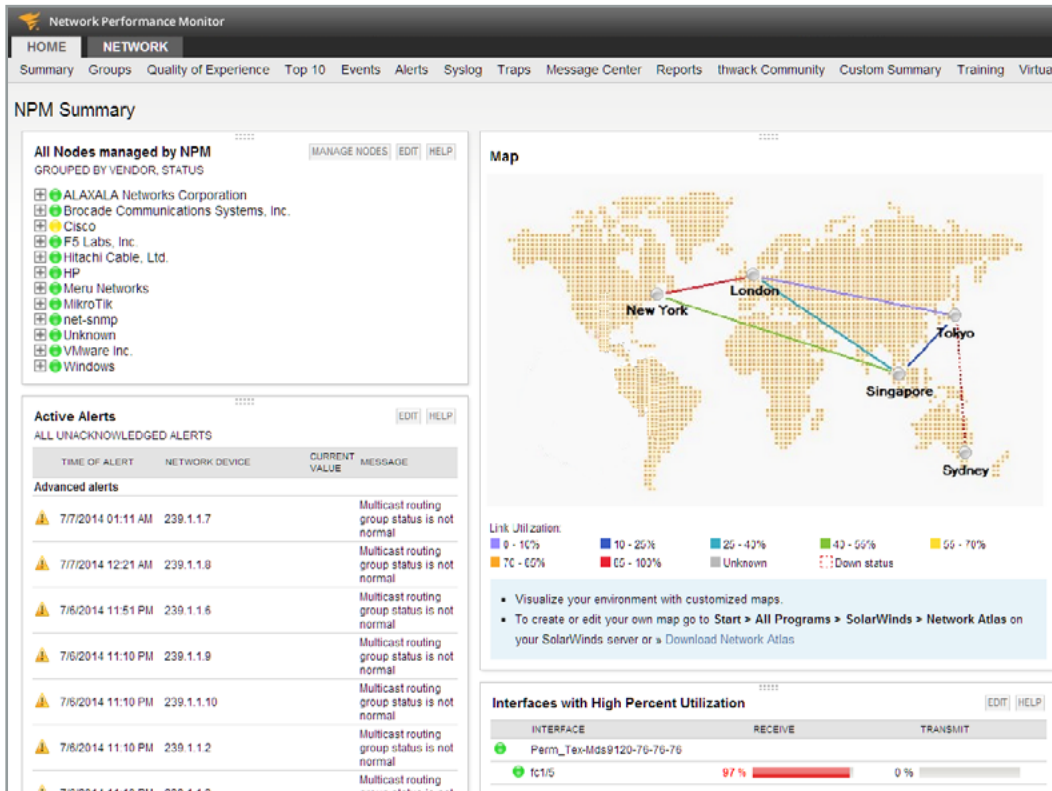 Network Performance Monitor
HOME NETWORK
Summary Groups Quality of Experience Top 10 Events Alerts Syslog Traps Message Center Reports thwack Community Custom Summary Training Virtua
NPM Summary
All Nodes managed by NPM MANAGE NODES EDIT HELP
GROUPED BY VENDOR, STATUS
ALAXALA Networks Corporation
Brocade Communications Systems, Inc.
Cisco
F5 Labs, Inc.
Hitachi Cable, Ltd.
HP
Meru Networks
MikroTik
net-snmp
Unknown
VMware Inc.
Windows
Active Alerts EDIT HELP
ALL UNACKNOWLEDGED ALERTS
TIME OF ALERT NETWORK DEVICE CURRENT VALUE MESSAGE
Advanced alerts
7/7/2014 01:11 AM 239.1.1.7 Multicast routing
group status is not
normal
7/7/2014 12:21 AM 239.1.1.8 Multicast routing
group status is not
normal
7/6/2014 11:51 PM 239.1.1.6 Multicast routing
group status is not
normal
7/6/2014 11:10 PM 239.1.1.9 Multicast routing
group status is not
normal
7/6/2014 11:10 PM 239.1.1.10 Multicast routing
group status is not
normal
7/6/2014 11:10 PM 239.1.1.2 Multicast routing
group status is not
normal
Multicast routing
Map
London
New York
Tokyo
Singapore
Sydney
Link Utilization:
0 - 10% 10 - 25% 25 - 40% 40 - 55% 55 - 70%
70 - 85% 85 - 100% Unknown Down status
• Visualize your environment with customized maps.
• To create or edit your own map go to Start > All Programs > SolarWinds > Network Atlas on
your SolarWinds server or » Download Network Atlas
Interfaces with High Percent Utilization EDIT HELP
INTERFACE RECEIVE TRANSMIT
Perm_Tex-Mds9120-76-76-76
fc1/5 97 % 0 %